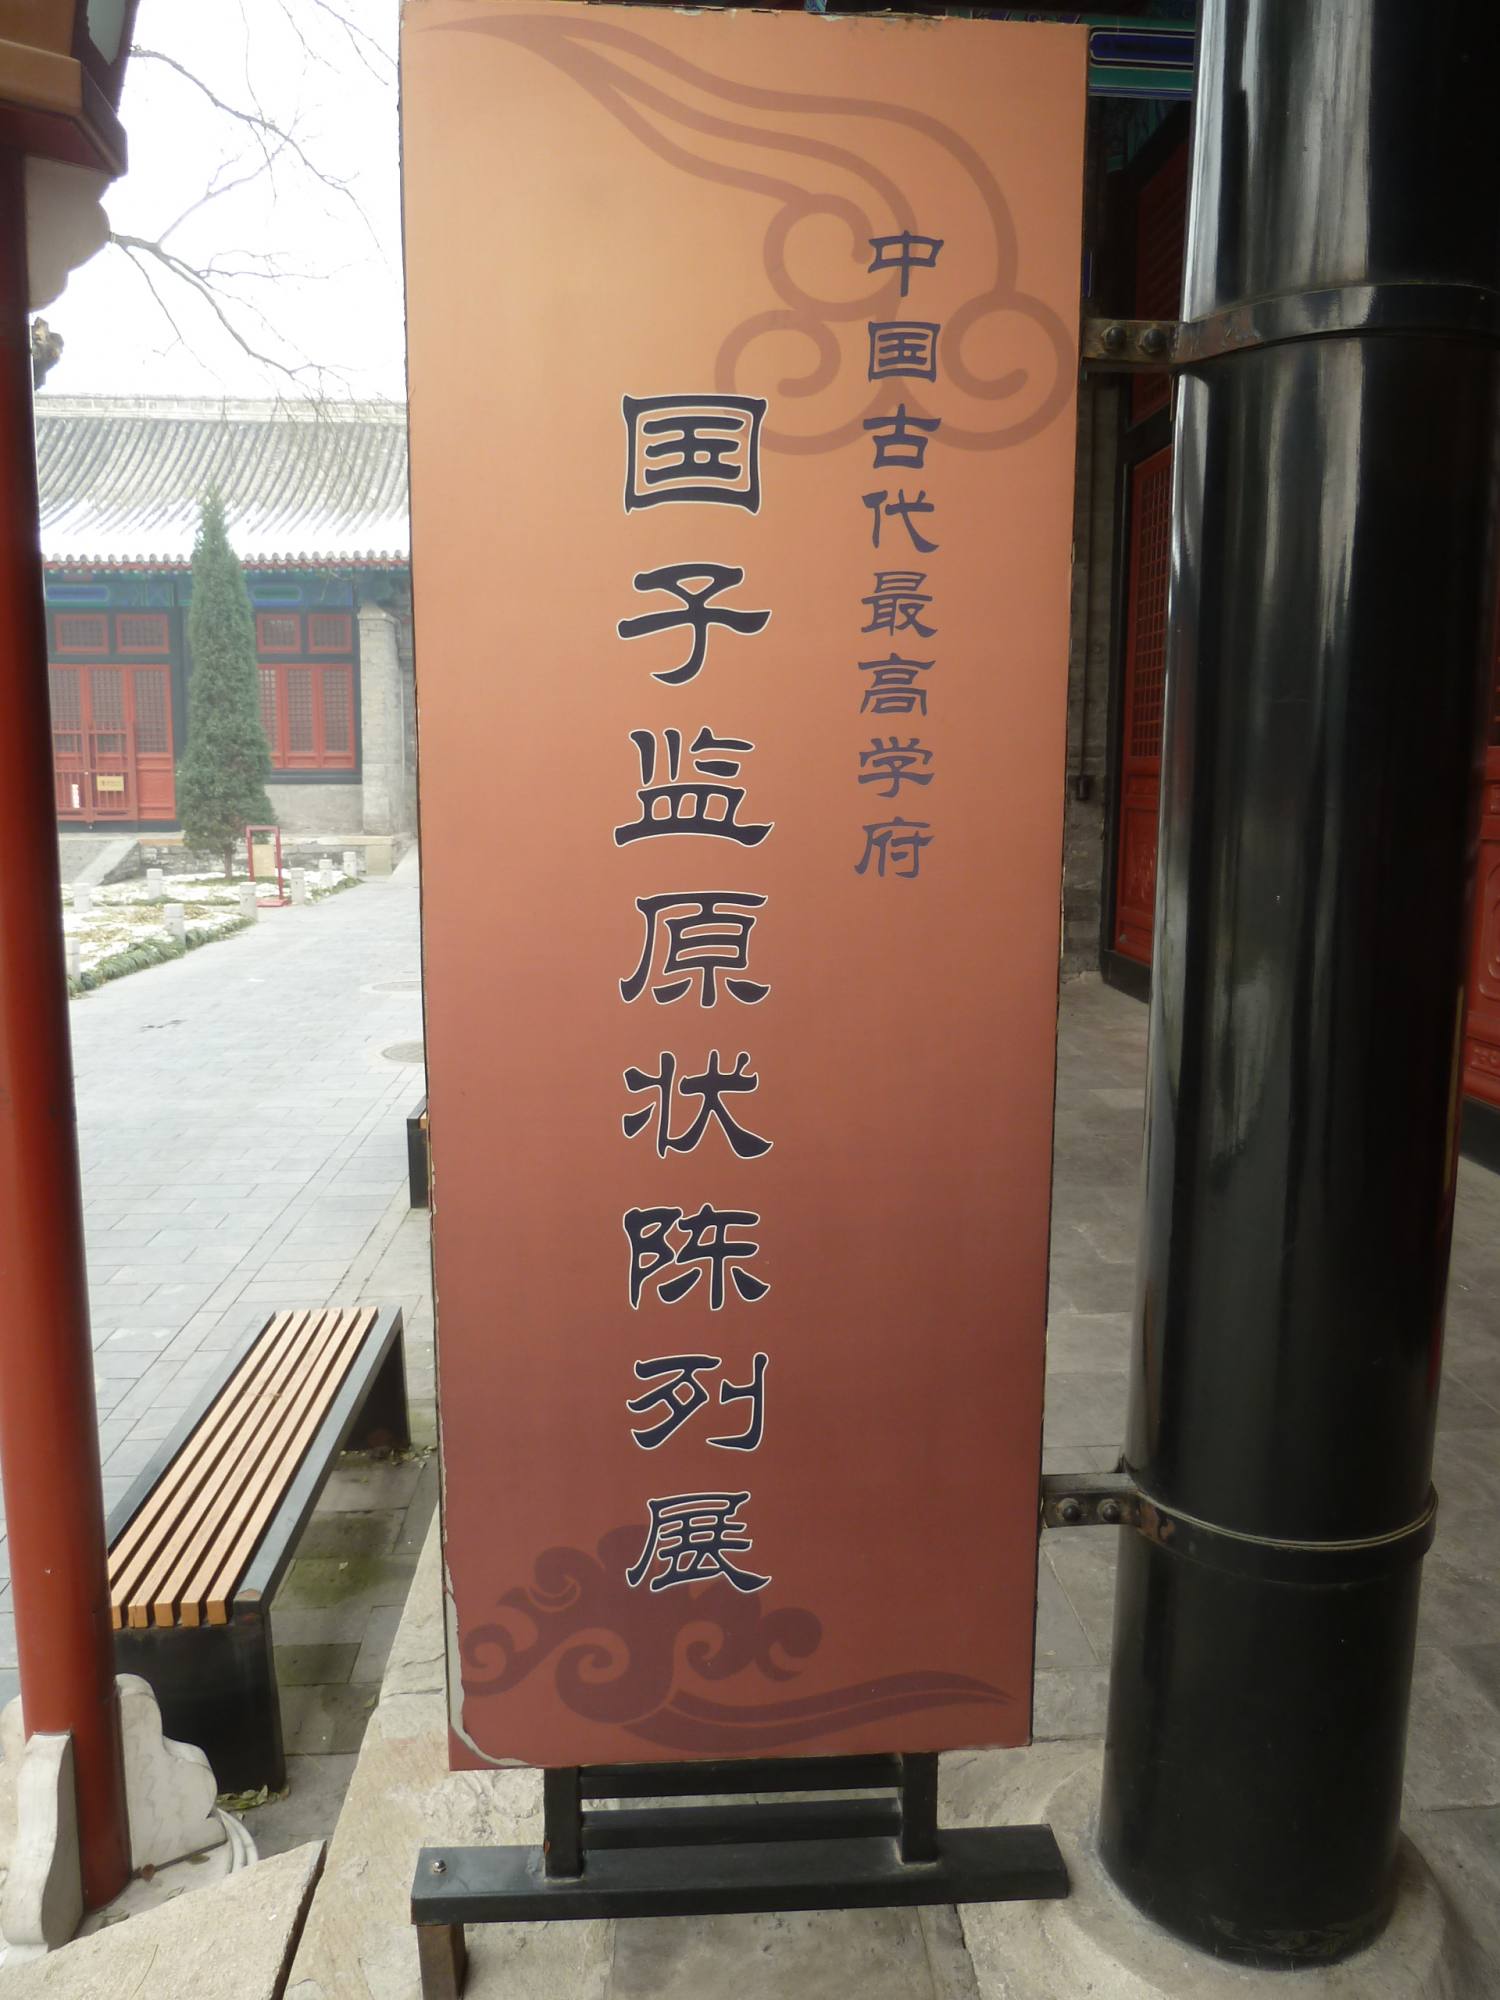 中国古代最高学府
国子监原状陈列展